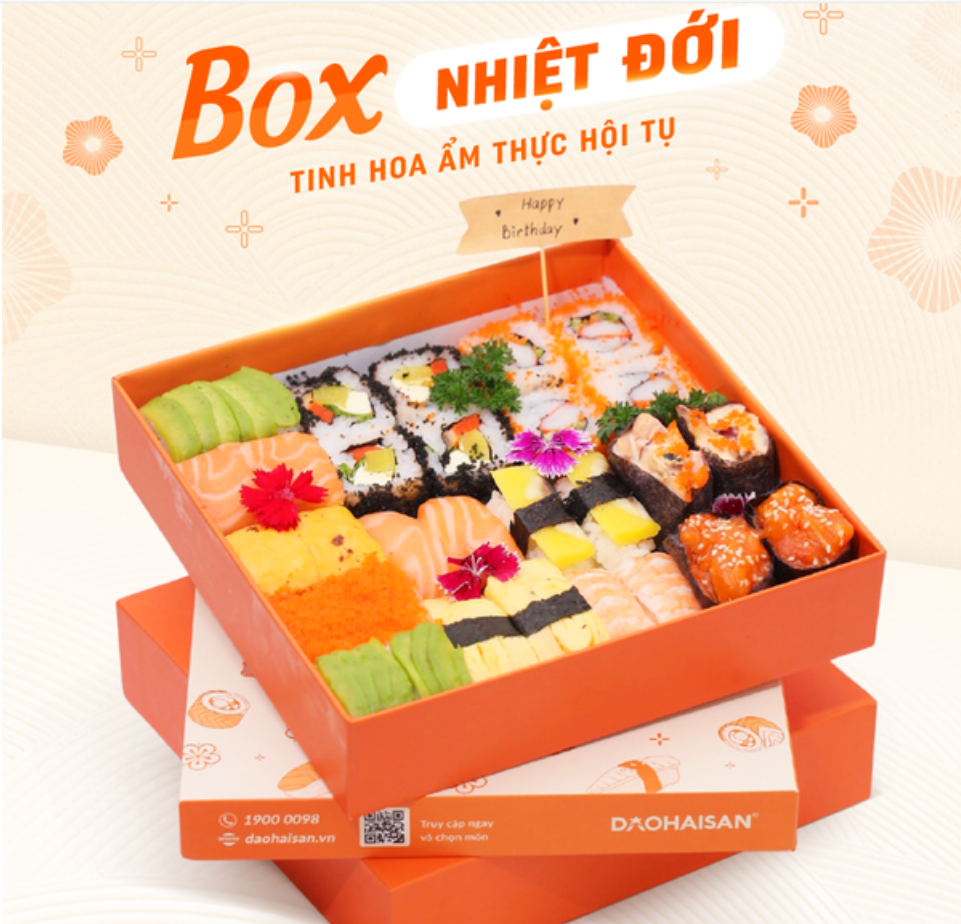 Box NHIỆT ĐỚI
TINH HOA ẨM THỰC HỘI TỤ
Happy
Birthday
1900 0098
daohaisan.vn
Truy cập ngay
và chọn món
DAOHAISAN®